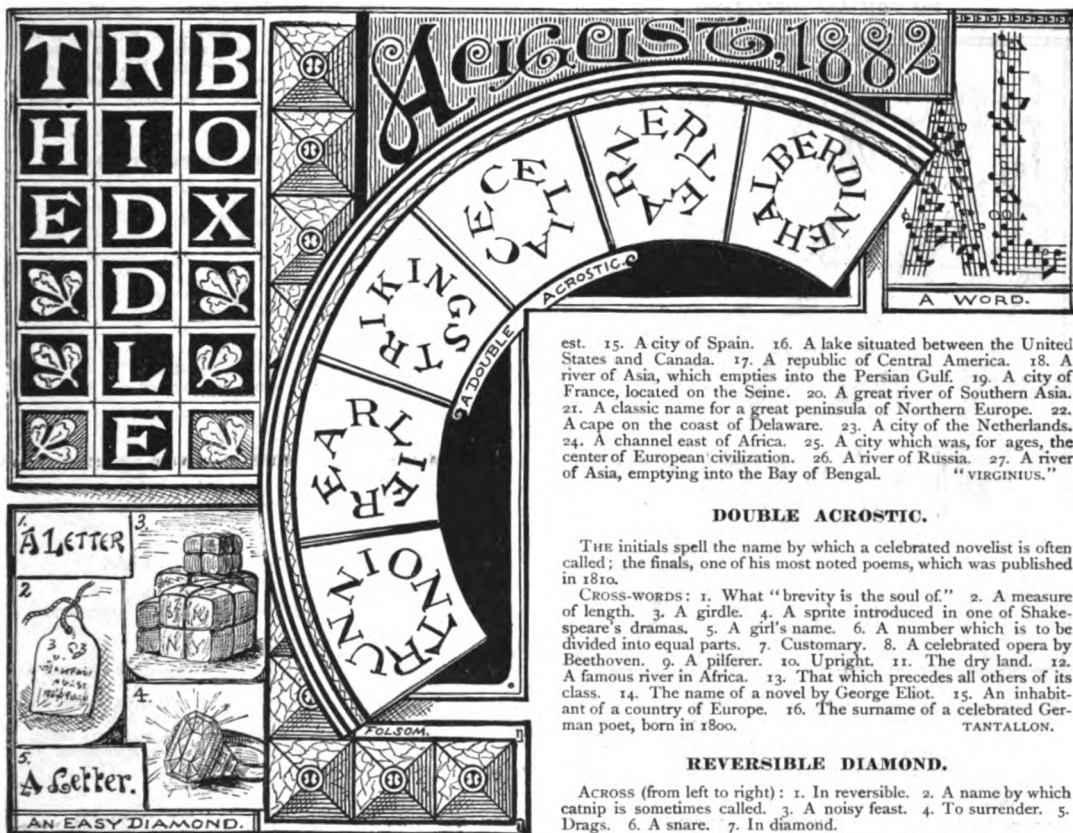 AUGUST, 1882
T R B
H I O
E D X
D
L
E
ALBERDINEH
CECELIA
STRIKING
TRUNNION
A DOUBLE ACROSTIC.
FOLSOM.
A WORD.
1. A LETTER
2
3.
4.
5. A Letter.
AN EASY DIAMOND.
est. 15. A city of Spain. 16. A lake situated between the United
States and Canada. 17. A republic of Central America. 18. A
river of Asia, which empties into the Persian Gulf. 19. A city of
France, located on the Seine. 20. A great river of Southern Asia.
21. A classic name for a great peninsula of Northern Europe. 22.
A cape on the coast of Delaware. 23. A city of the Netherlands.
24. A channel east of Africa. 25. A city which was, for ages, the
center of European civilization. 26. A river of Russia. 27. A river
of Asia, emptying into the Bay of Bengal. "VIRGINIUS."
DOUBLE ACROSTIC.
THE initials spell the name by which a celebrated novelist is often
called; the finals, one of his most noted poems, which was published
in 1810.
CROSS-WORDS: 1. What "brevity is the soul of." 2. A measure
of length. 3. A girdle. 4. A sprite introduced in one of Shake-
speare's dramas. 5. A girl's name. 6. A number which is to be
divided into equal parts. 7. Customary. 8. A celebrated opera by
Beethoven. 9. A pilferer. 10. Upright. 11. The dry land. 12.
A famous river in Africa. 13. That which precedes all others of its
class. 14. The name of a novel by George Eliot. 15. An inhabit-
ant of a country of Europe. 16. The surname of a celebrated Ger-
man poet, born in 1800. TANTALLON.
REVERSIBLE DIAMOND.
ACROSS (from left to right): 1. In reversible. 2. A name by which
catnip is sometimes called. 3. A noisy feast. 4. To surrender. 5.
Drags. 6. A snare. 7. In diamond.